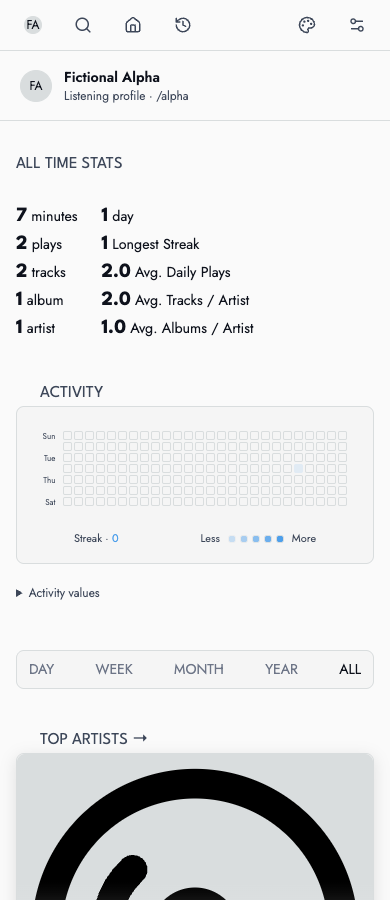 FA
FA
Fictional Alpha
Listening profile · /alpha
ALL TIME STATS
7 minutes
2 plays
2 tracks
1 album
1 artist
1 day
1 Longest Streak
2.0 Avg. Daily Plays
2.0 Avg. Tracks / Artist
1.0 Avg. Albums / Artist
ACTIVITY
Sun
Tue
Thu
Sat
Streak · 0
Less
More
Activity values
DAY WEEK MONTH YEAR ALL
TOP ARTISTS →